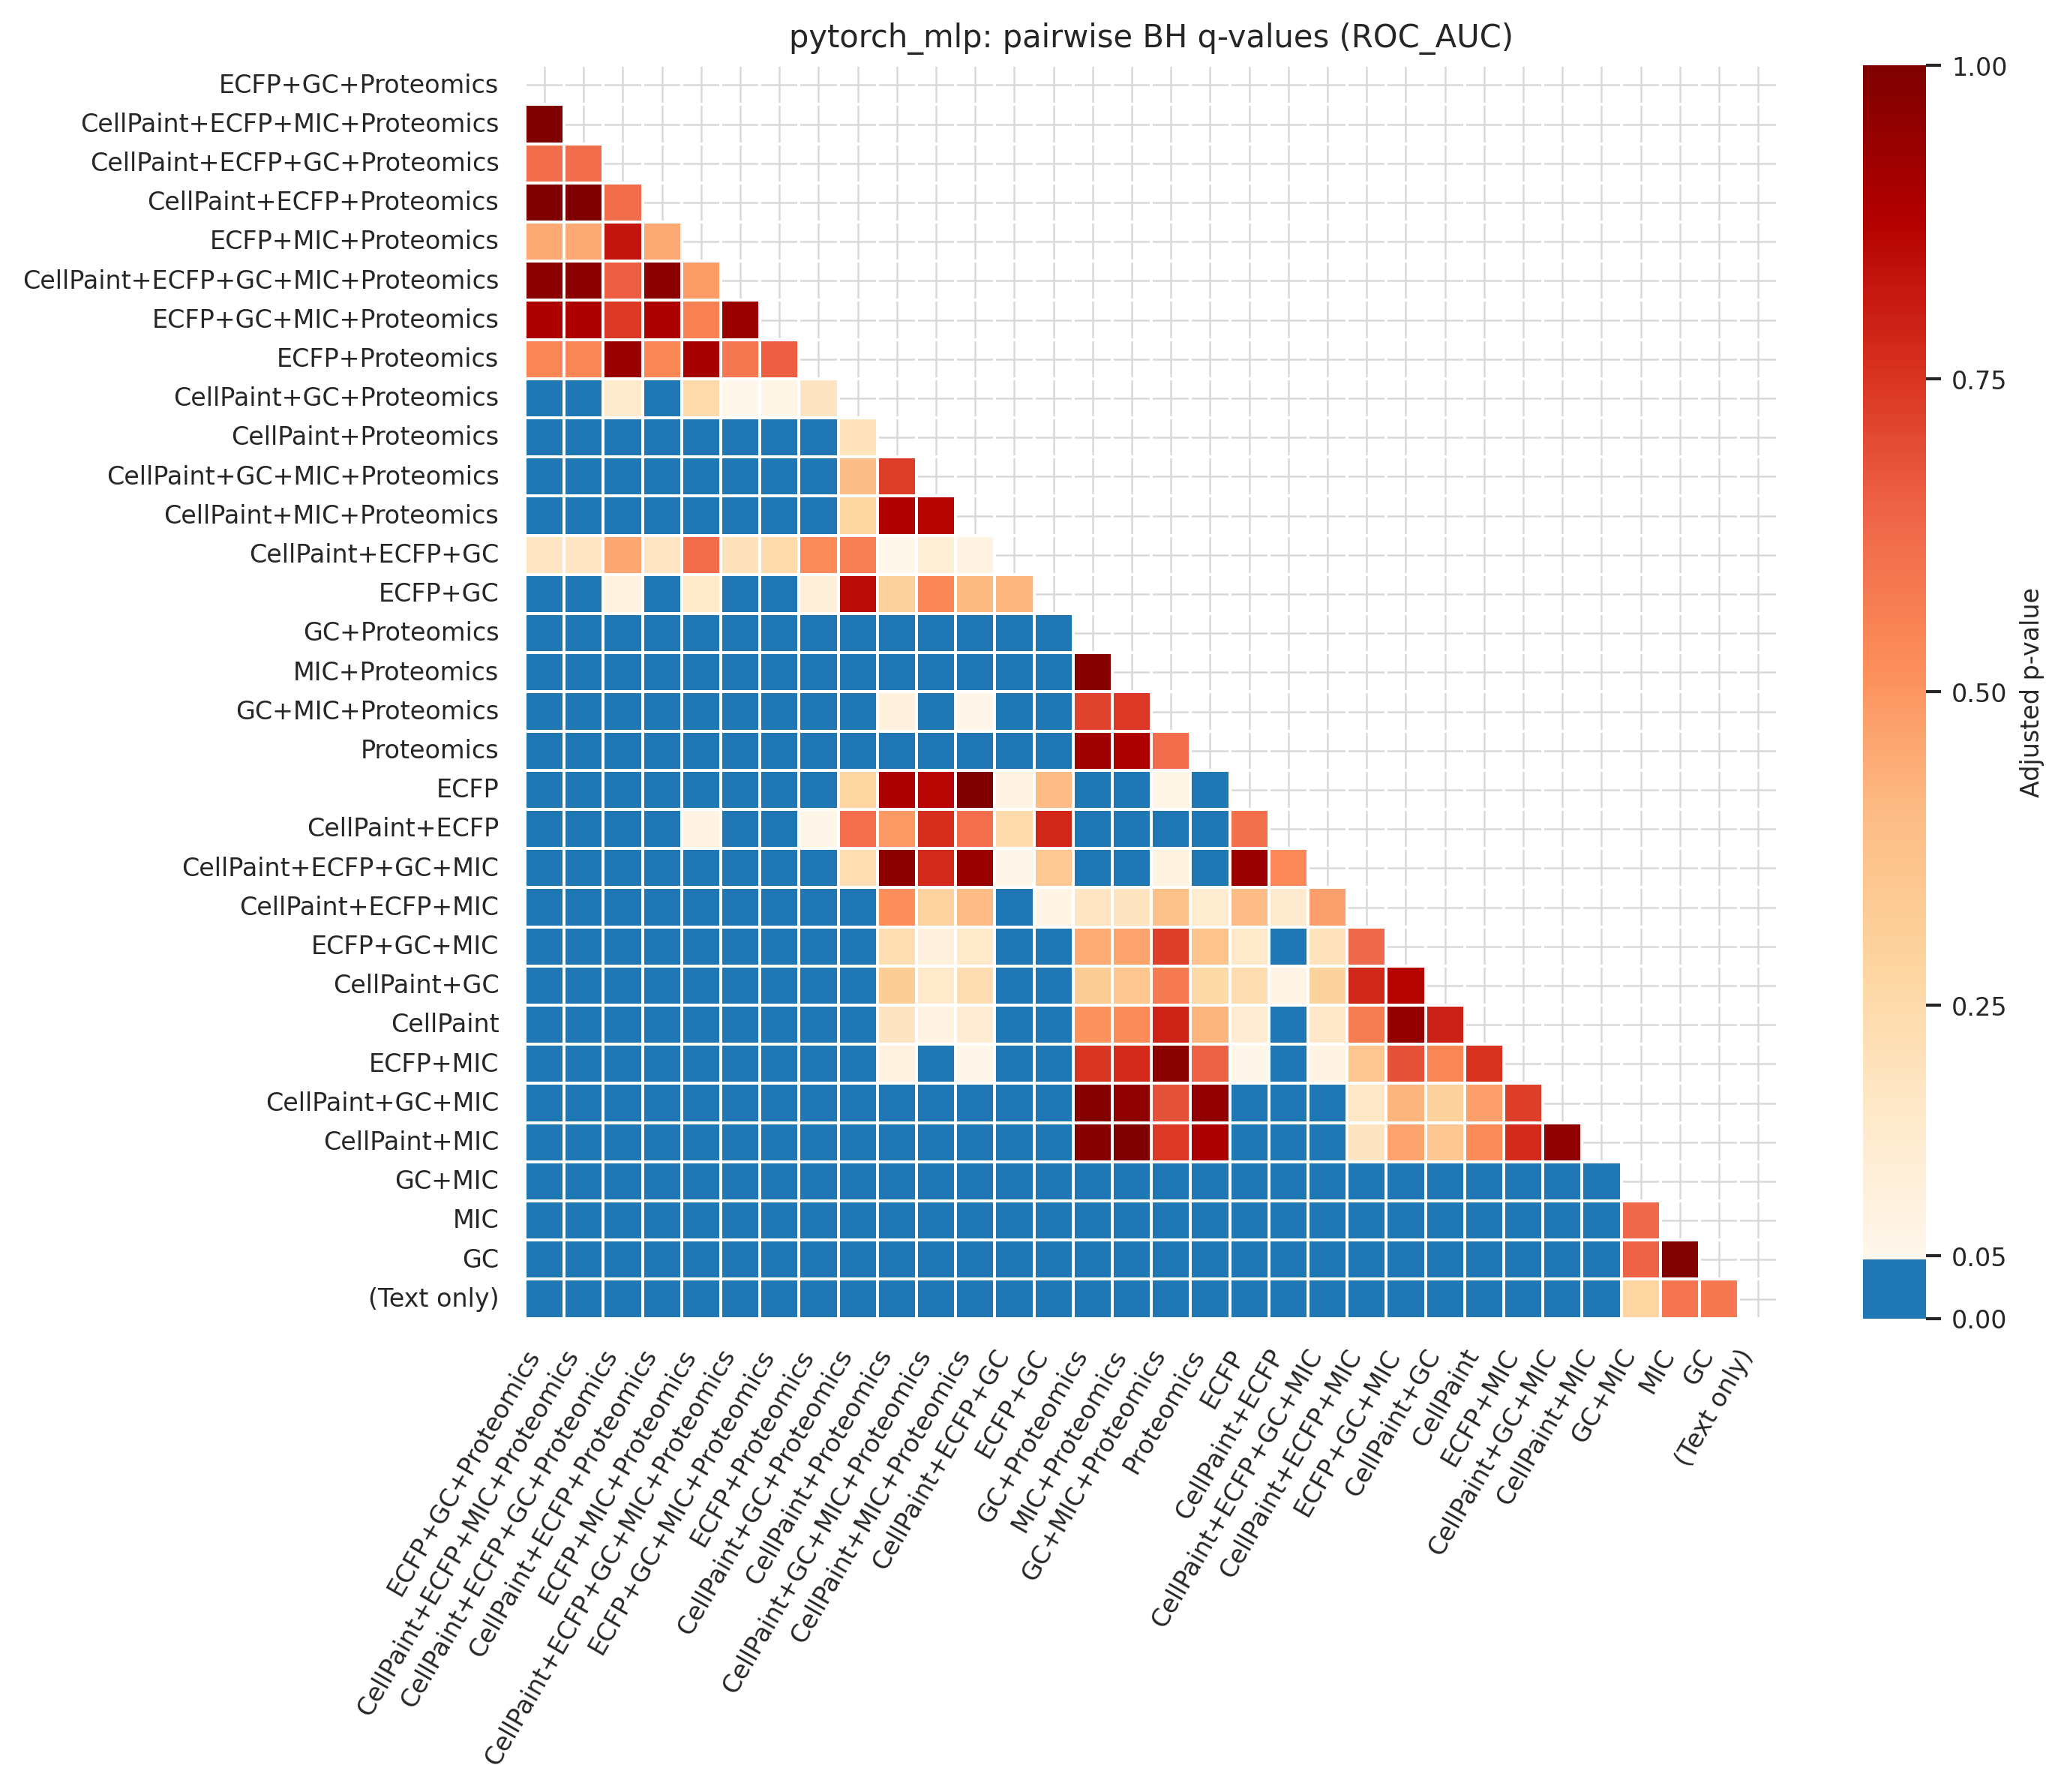 pytorch_mlp: pairwise BH q-values (ROC_AUC)
ECFP+GC+Proteomics
CellPaint+ECFP+MIC+Proteomics
CellPaint+ECFP+GC+Proteomics
CellPaint+ECFP+Proteomics
ECFP+MIC+Proteomics
CellPaint+ECFP+GC+MIC+Proteomics
ECFP+GC+MIC+Proteomics
ECFP+Proteomics
CellPaint+GC+Proteomics
CellPaint+Proteomics
CellPaint+GC+MIC+Proteomics
CellPaint+MIC+Proteomics
CellPaint+ECFP+GC
ECFP+GC
GC+Proteomics
MIC+Proteomics
GC+MIC+Proteomics
Proteomics
ECFP
CellPaint+ECFP
CellPaint+ECFP+GC+MIC
CellPaint+ECFP+MIC
ECFP+GC+MIC
CellPaint+GC
CellPaint
ECFP+MIC
CellPaint+GC+MIC
CellPaint+MIC
GC+MIC
MIC
GC
(Text only)
ECFP+GC+Proteomics
CellPaint+ECFP+MIC+Proteomics
CellPaint+ECFP+GC+Proteomics
CellPaint+ECFP+Proteomics
ECFP+MIC+Proteomics
CellPaint+ECFP+GC+MIC+Proteomics
ECFP+GC+MIC+Proteomics
ECFP+Proteomics
CellPaint+GC+Proteomics
CellPaint+Proteomics
CellPaint+GC+MIC+Proteomics
CellPaint+MIC+Proteomics
CellPaint+ECFP+GC
ECFP+GC
GC+Proteomics
MIC+Proteomics
GC+MIC+Proteomics
Proteomics
ECFP
CellPaint+ECFP
CellPaint+ECFP+GC+MIC
CellPaint+ECFP+MIC
ECFP+GC+MIC
CellPaint+GC
CellPaint
ECFP+MIC
CellPaint+GC+MIC
CellPaint+MIC
GC+MIC
MIC
GC
(Text only)
1.00
0.75
0.50
0.25
0.05
0.00
Adjusted p-value